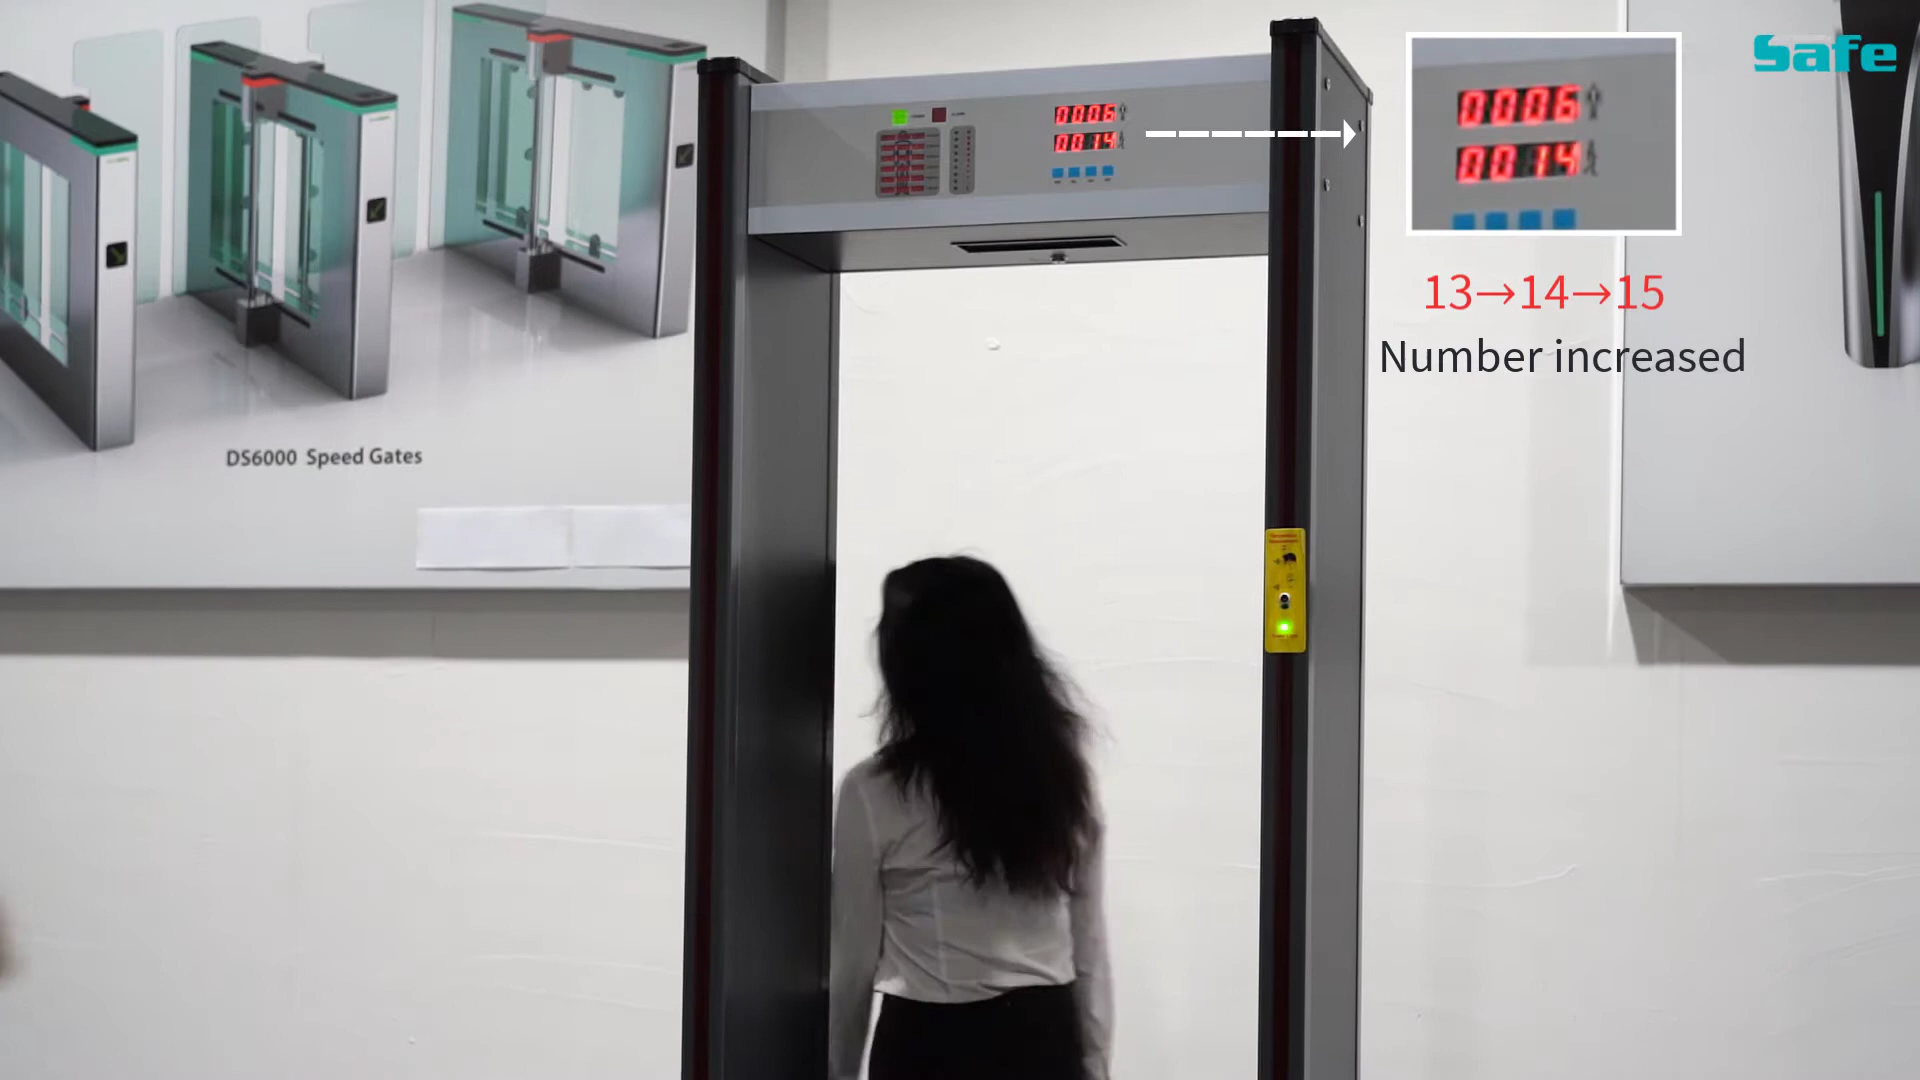 Safe
0006
0014
0006
0014
13→14→15
Number increased
DS6000 Speed Gates